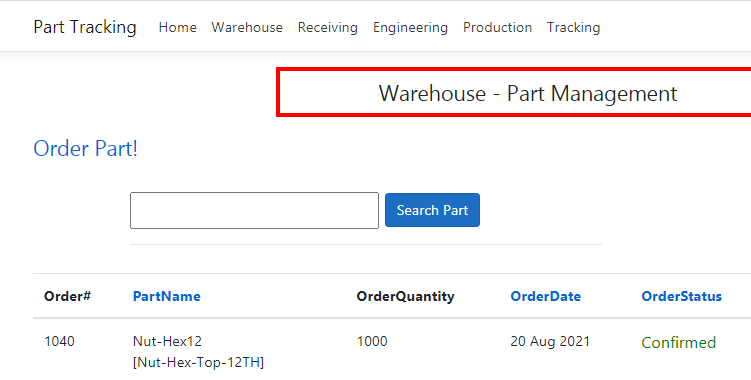 Part Tracking Home Warehouse Receiving Engineering Production Tracking
Warehouse - Part Management
Order Part!
Search Part
Order# PartName OrderQuantity OrderDate OrderStatus
1040 Nut-Hex12 1000 20 Aug 2021 Confirmed
[Nut-Hex-Top-12TH]